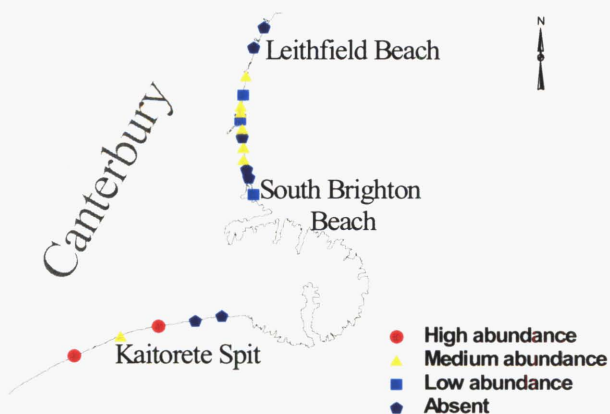 N
Leithfield Beach
Canterbury
South Brighton
Beach
Kaitorete Spit
High abundance
Medium abundance
Low abundance
Absent